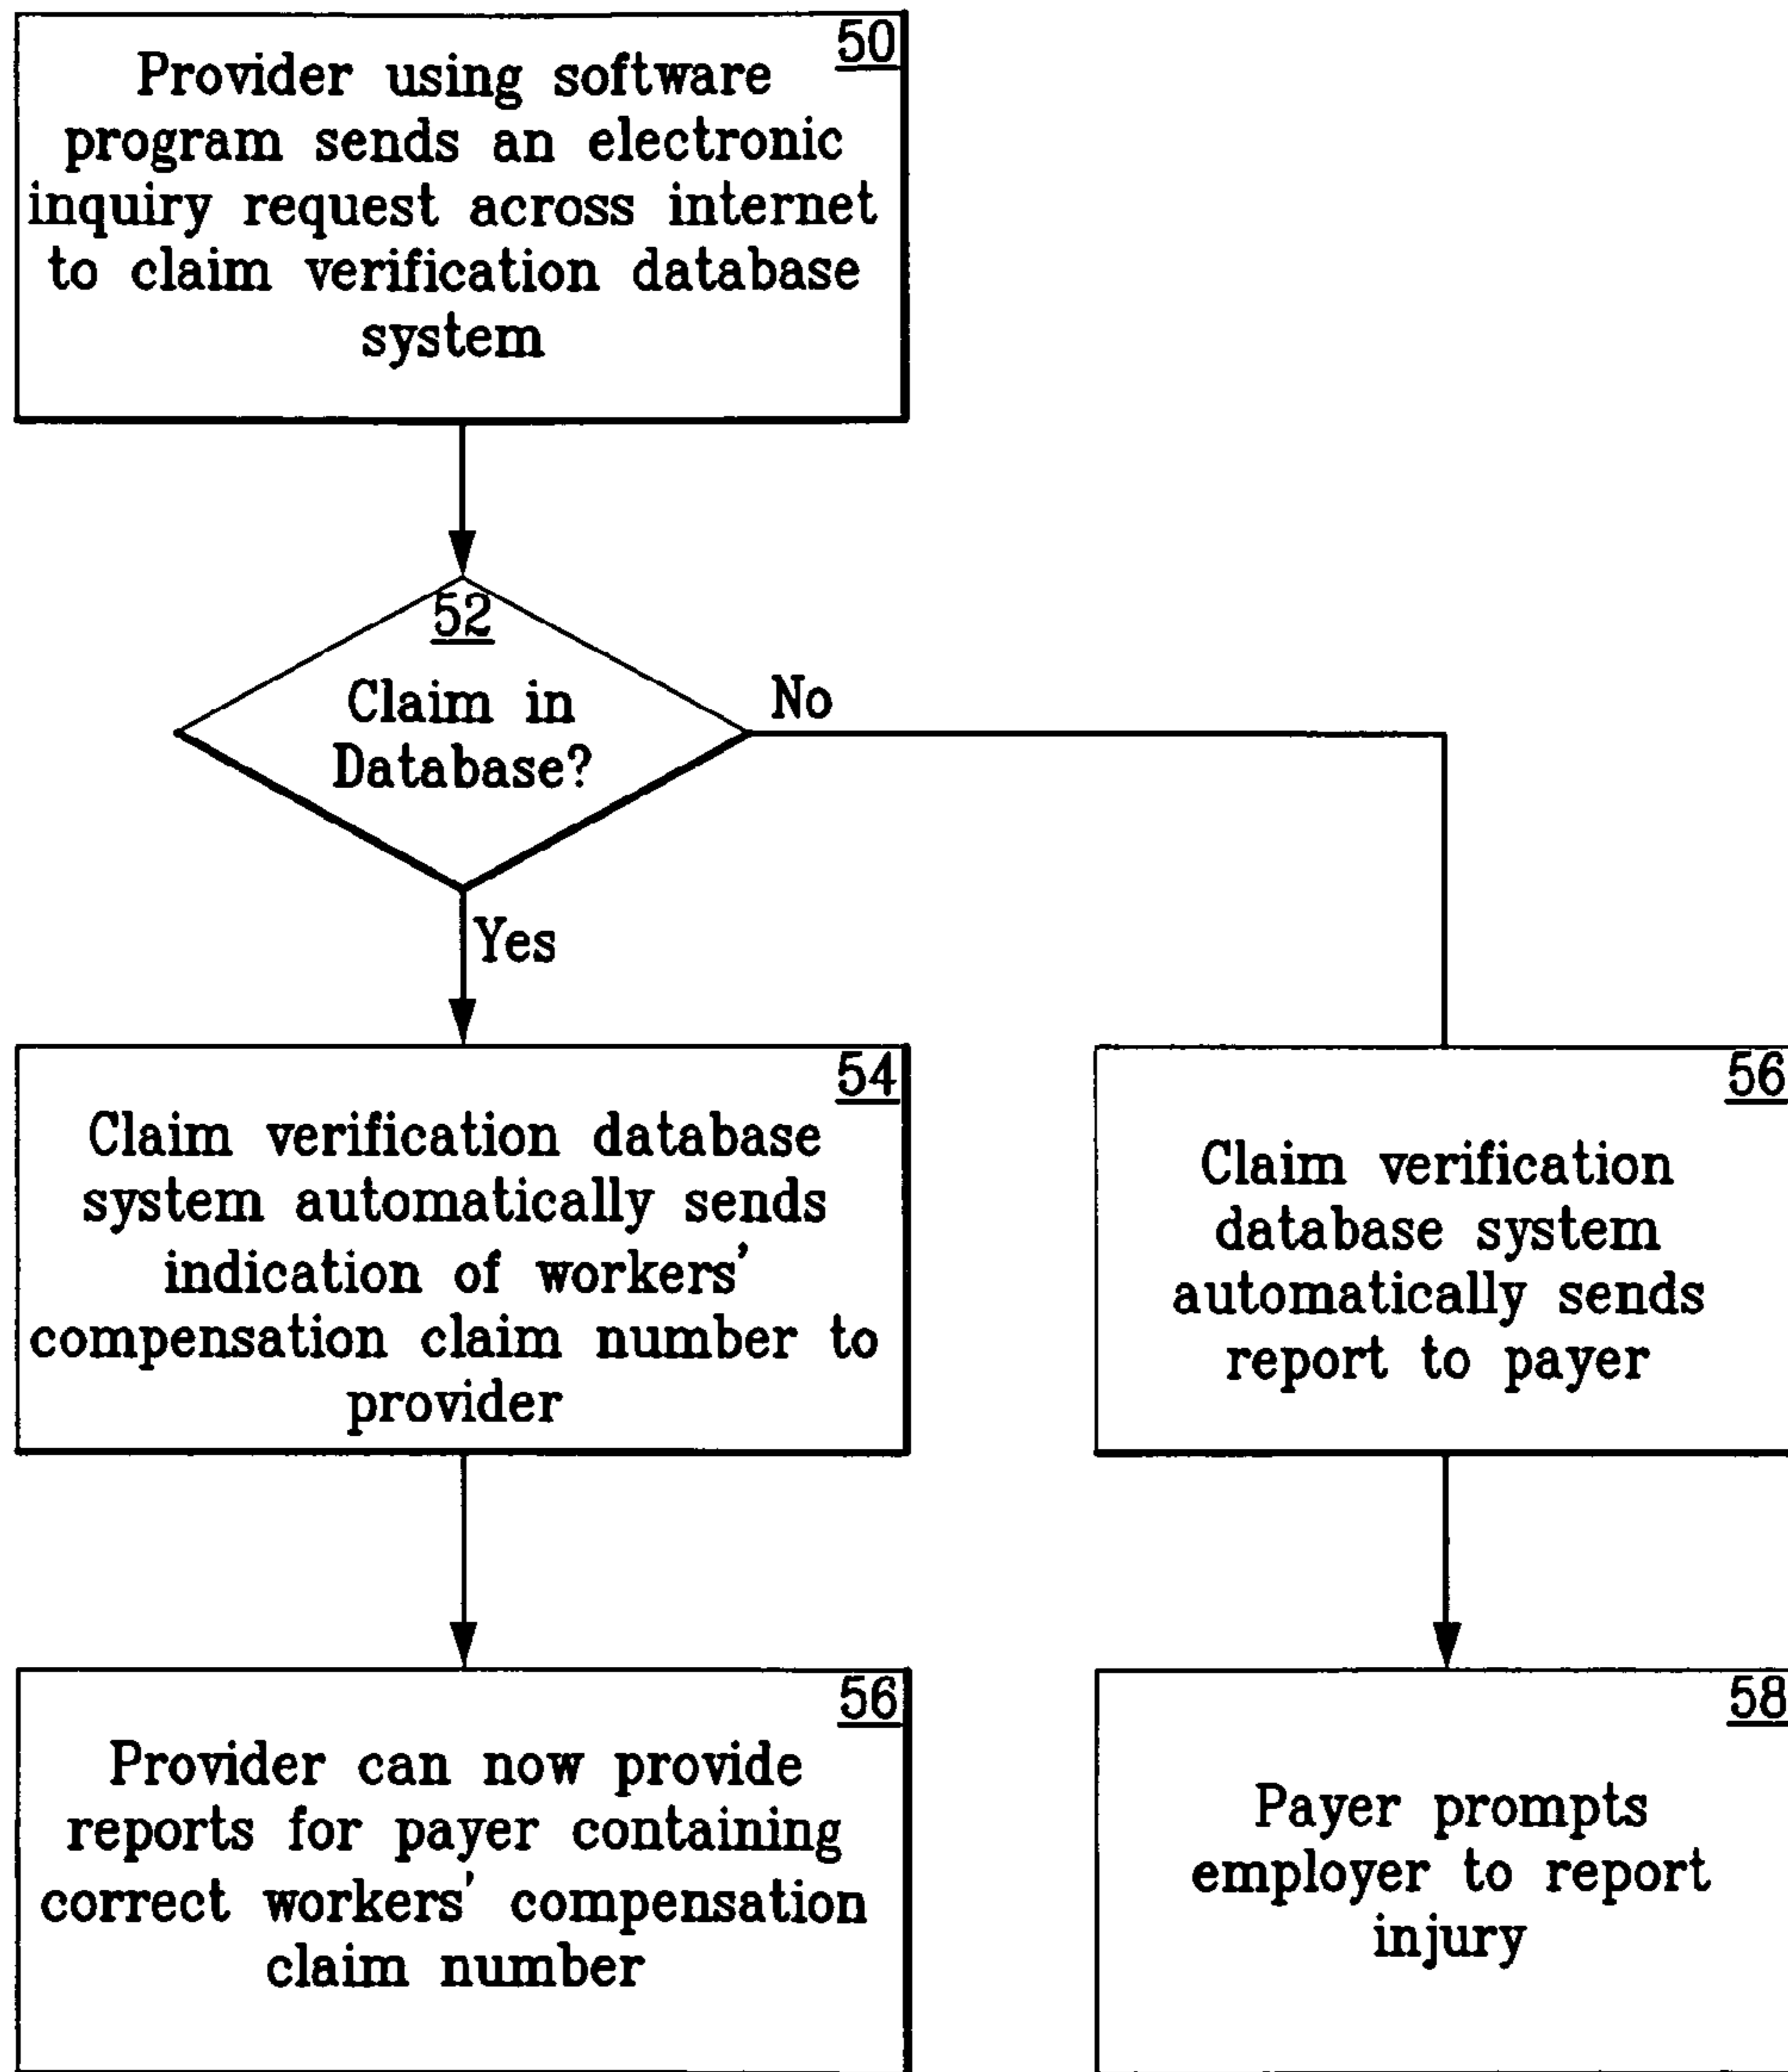 50
Provider using software
program sends an electronic
inquiry request across internet
to claim verification database
system
52
Claim in
Database?
No
Yes
54
Claim verification database
system automatically sends
indication of workers'
compensation claim number to
provider
56
Claim verification
database system
automatically sends
report to payer
56
Provider can now provide
reports for payer containing
correct workers' compensation
claim number
58
Payer prompts
employer to report
injury